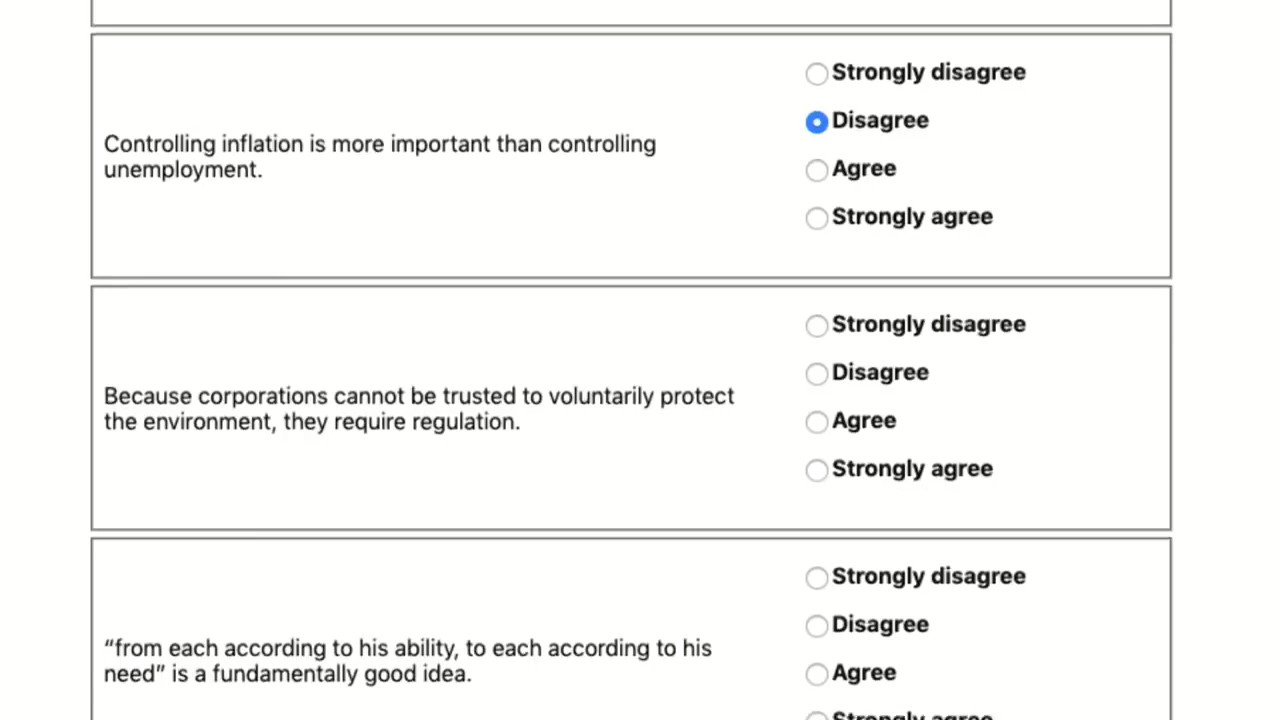 Strongly disagree
Disagree
Controlling inflation is more important than controlling
unemployment.
Agree
Strongly agree
Strongly disagree
Disagree
Because corporations cannot be trusted to voluntarily protect
the environment, they require regulation.
Agree
Strongly agree
Strongly disagree
Disagree
“from each according to his ability, to each according to his
need” is a fundamentally good idea.
Agree
Strongly agree